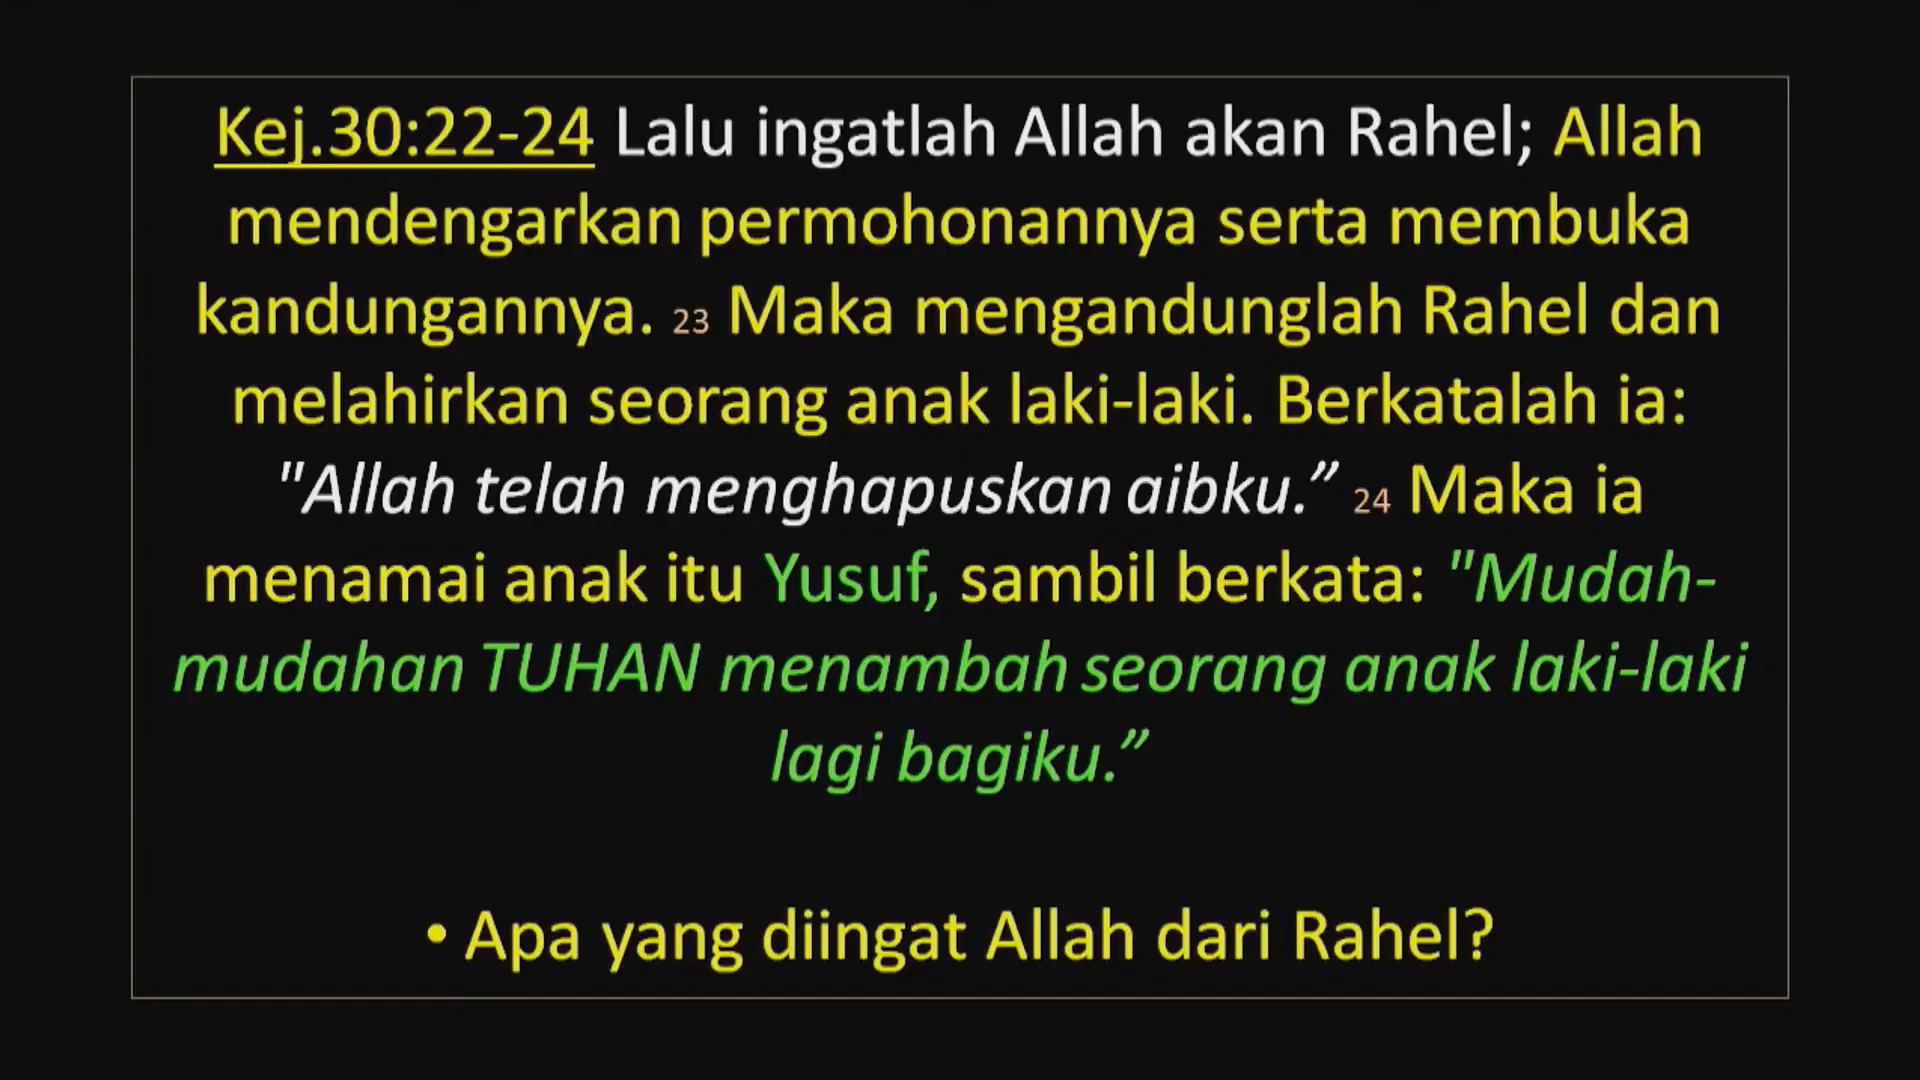 Kej.30:22-24 Lalu ingatlah Allah akan Rahel; Allah
mendengarkan permohonannya serta membuka
kandungannya. 23 Maka mengandunglah Rahel dan
melahirkan seorang anak laki-laki. Berkatalah ia:
"Allah telah menghapuskan aibku.” 24 Maka ia
menamai anak itu Yusuf, sambil berkata: "Mudah-
mudahan TUHAN menambah seorang anak laki-laki
lagi bagiku.”
• Apa yang diingat Allah dari Rahel?